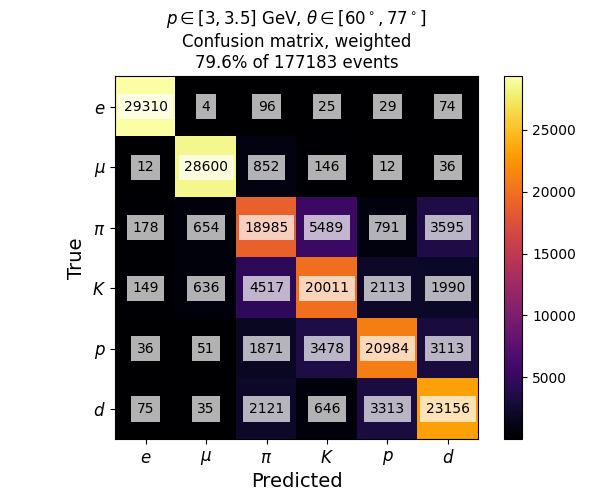 p ∈ [3, 3.5] GeV, θ ∈ [60°, 77°]
Confusion matrix, weighted
79.6% of 177183 events
e 29310 4 96 25 29 74
μ 12 28600 852 146 12 36
π 178 654 18985 5489 791 3595
K 149 636 4517 20011 2113 1990
p 36 51 1871 3478 20984 3113
d 75 35 2121 646 3313 23156
e μ π K p d
Predicted
True
25000
20000
15000
10000
5000